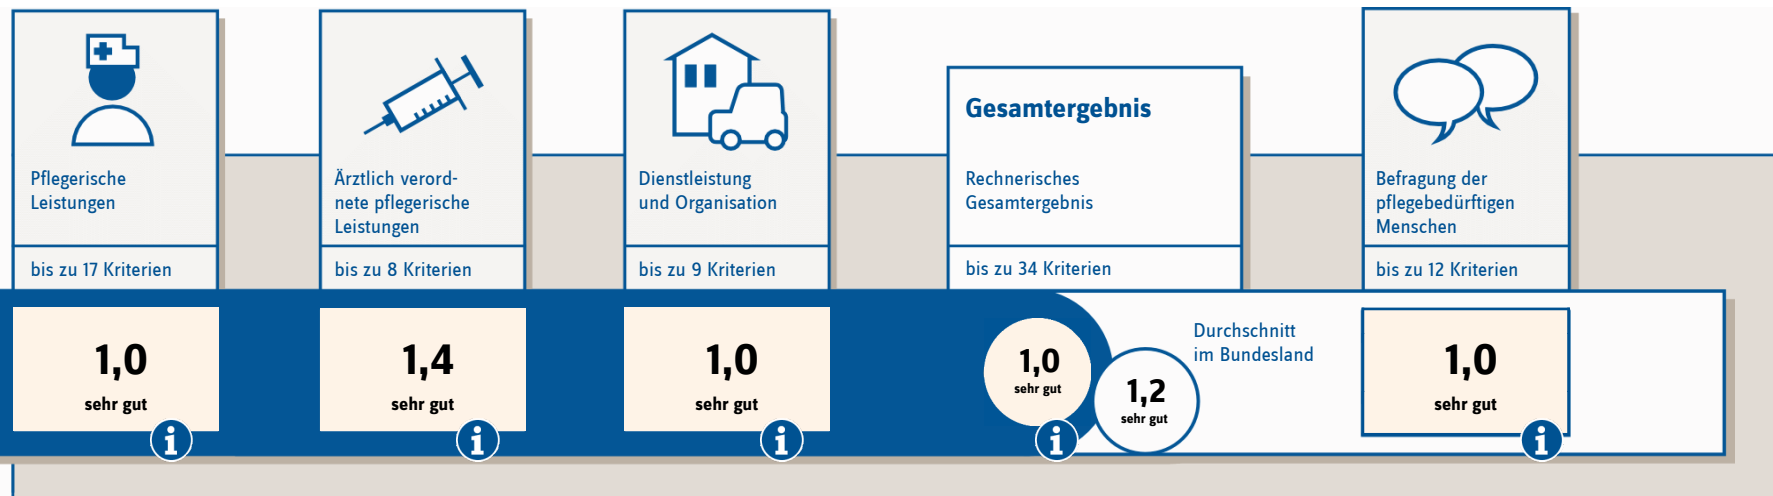 Pflegerische
Leistungen
bis zu 17 Kriterien
1,0
sehr gut
i
Ärztlich verord-
nete pflegerische
Leistungen
bis zu 8 Kriterien
1,4
sehr gut
i
Dienstleistung
und Organisation
bis zu 9 Kriterien
1,0
sehr gut
i
Gesamtergebnis
Rechnerisches
Gesamtergebnis
bis zu 34 Kriterien
1,0
sehr gut
i
1,2
sehr gut
Durchschnitt
im Bundesland
Befragung der
pflegebedürftigen
Menschen
bis zu 12 Kriterien
1,0
sehr gut
i